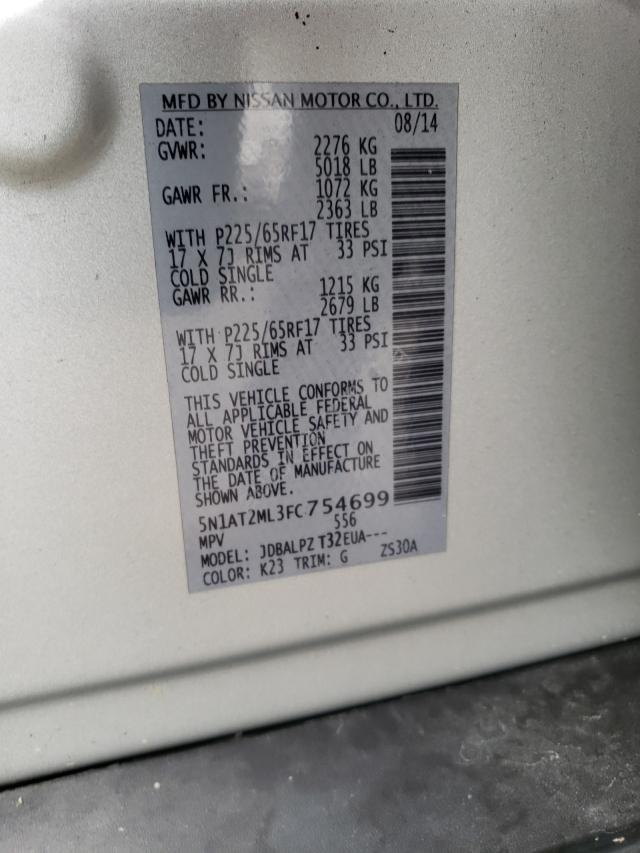 MFD BY NISSAN MOTOR CO., LTD.
DATE: 08/14
GVWR: 2276 KG
5018 LB
GAWR FR.: 1072 KG
2363 LB
WITH P225/65RF17 TIRES
17 X 7J RIMS AT 33 PSI
COLD SINGLE
GAWR RR.: 1215 KG
2679 LB
WITH P225/65RF17 TIRES
17 X 7J RIMS AT 33 PSI
COLD SINGLE
THIS VEHICLE CONFORMS TO
ALL APPLICABLE FEDERAL
MOTOR VEHICLE SAFETY AND
THEFT PREVENTION
STANDARDS IN EFFECT ON
THE DATE OF MANUFACTURE
SHOWN ABOVE.
5N1AT2ML3FC754699
MPV 556
MODEL: JDBALPZ T32EUA---
COLOR: K23 TRIM: G ZS30A